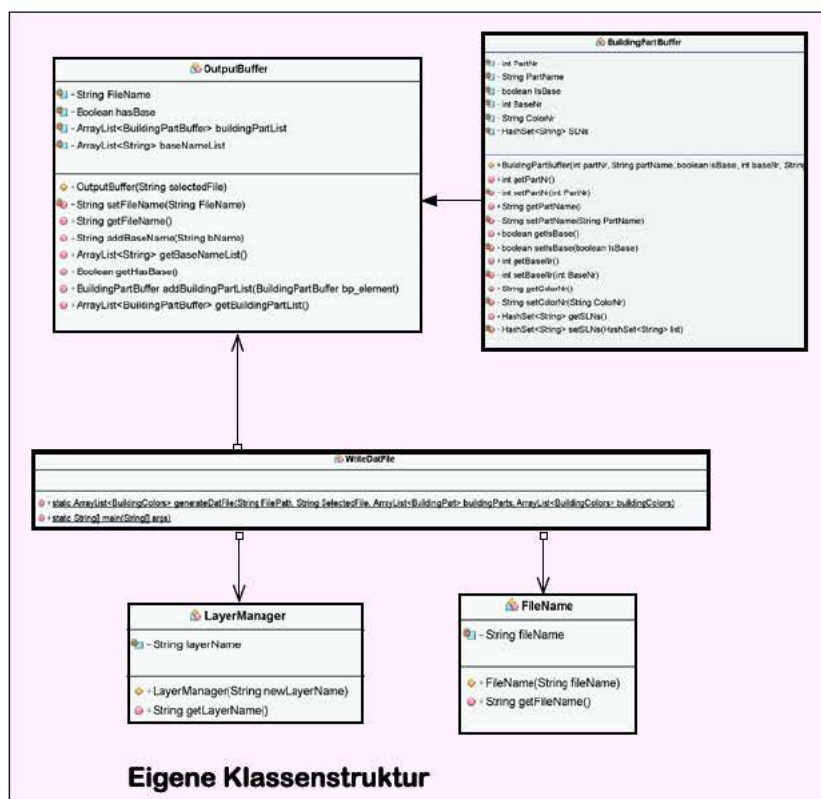 OutputBuffer
- String FileName
- Boolean hasBase
- ArrayList<BuildingPartBuffer> buildingPartList
- ArrayList<String> baseNameList
+ OutputBuffer(String selectedFile)
- String setFileName(String FileName)
+ String getFileName()
+ String addBaseName(String bName)
+ ArrayList<String> getBaseNameList()
+ Boolean getHasBase()
+ BuildingPartBuffer addBuildingPartList(BuildingPartBuffer bp_element)
+ ArrayList<BuildingPartBuffer> getBuildingPartList()
BuildingPartBuffer
- int PartNr
- String PartName
- boolean IsBase
- int BaseNr
- String ColorNr
- HashSet<String> SLNs
+ BuildingPartBuffer(int partNr, String partName, boolean isBase, int baseNr, String
+ int getPartNr()
- int setPartNr(int PartNr)
+ String getPartName()
- String setPartName(String PartName)
+ boolean getIsBase()
- boolean setIsBase(boolean IsBase)
+ int getBaseNr()
- int setBaseNr(int BaseNr)
+ String getColorNr()
- String setColorNr(String ColorNr)
+ HashSet<String> getSLNs()
- HashSet<String> setSLNs(HashSet<String> list)
WriteDatFile
+ static ArrayList<BuildingColors> generateDatFile(String FilePath, String SelectedFile, ArrayList<BuildingPart> buildingParts, ArrayList<BuildingColors> buildingColors)
+ static String[] main(String[] args)
LayerManager
- String layerName
+ LayerManager(String newLayerName)
+ String getLayerName()
FileName
- String fileName
+ FileName(String fileName)
+ String getFileName()
Eigene Klassenstruktur